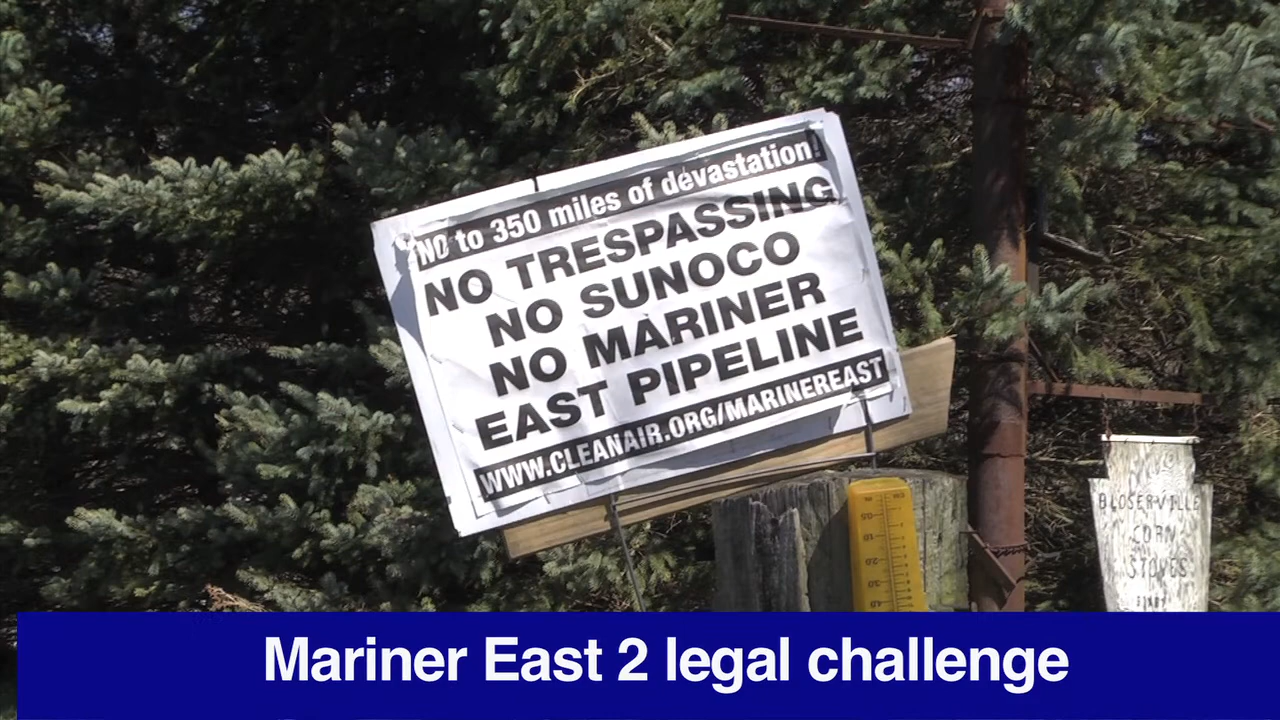 NO to 350 miles of devastation!
NO TRESPASSING
NO SUNOCO
NO MARINER
EAST PIPELINE
WWW.CLEANAIR.ORG/MARINEREAST
BLOSERVILLE
CORN
STOVES
Mariner East 2 legal challenge